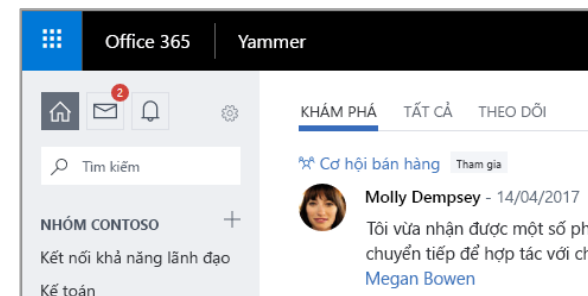 Office 365 Yammer
2
KHÁM PHÁ TẤT CẢ THEO DÕI
Tìm kiếm
Cơ hội bán hàng Tham gia
Molly Dempsey - 14/04/2017
NHÓM CONTOSO
Tôi vừa nhận được một số
Kết nối khả năng lãnh đạo
chuyển tiếp để hợp tác với
Megan Bowen
Kế toán